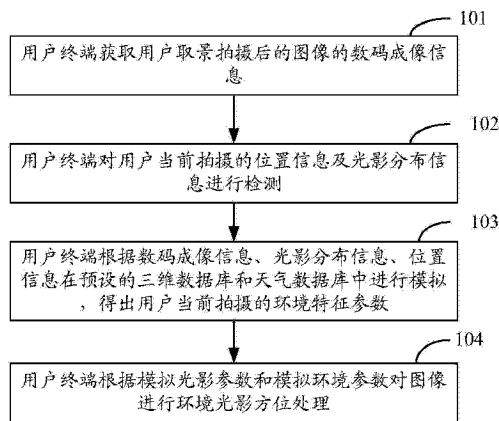 101
用户终端获取用户取景拍摄后的图像的数码成像信
息
102
用户终端对用户当前拍摄的位置信息及光影分布信
息进行检测
103
用户终端根据数码成像信息、光影分布信息、位置
信息在预设的三维数据库和天气数据库中进行模拟
，得出用户当前拍摄的环境特征参数
104
用户终端根据模拟光影参数和模拟环境参数对图像
进行环境光影方位处理